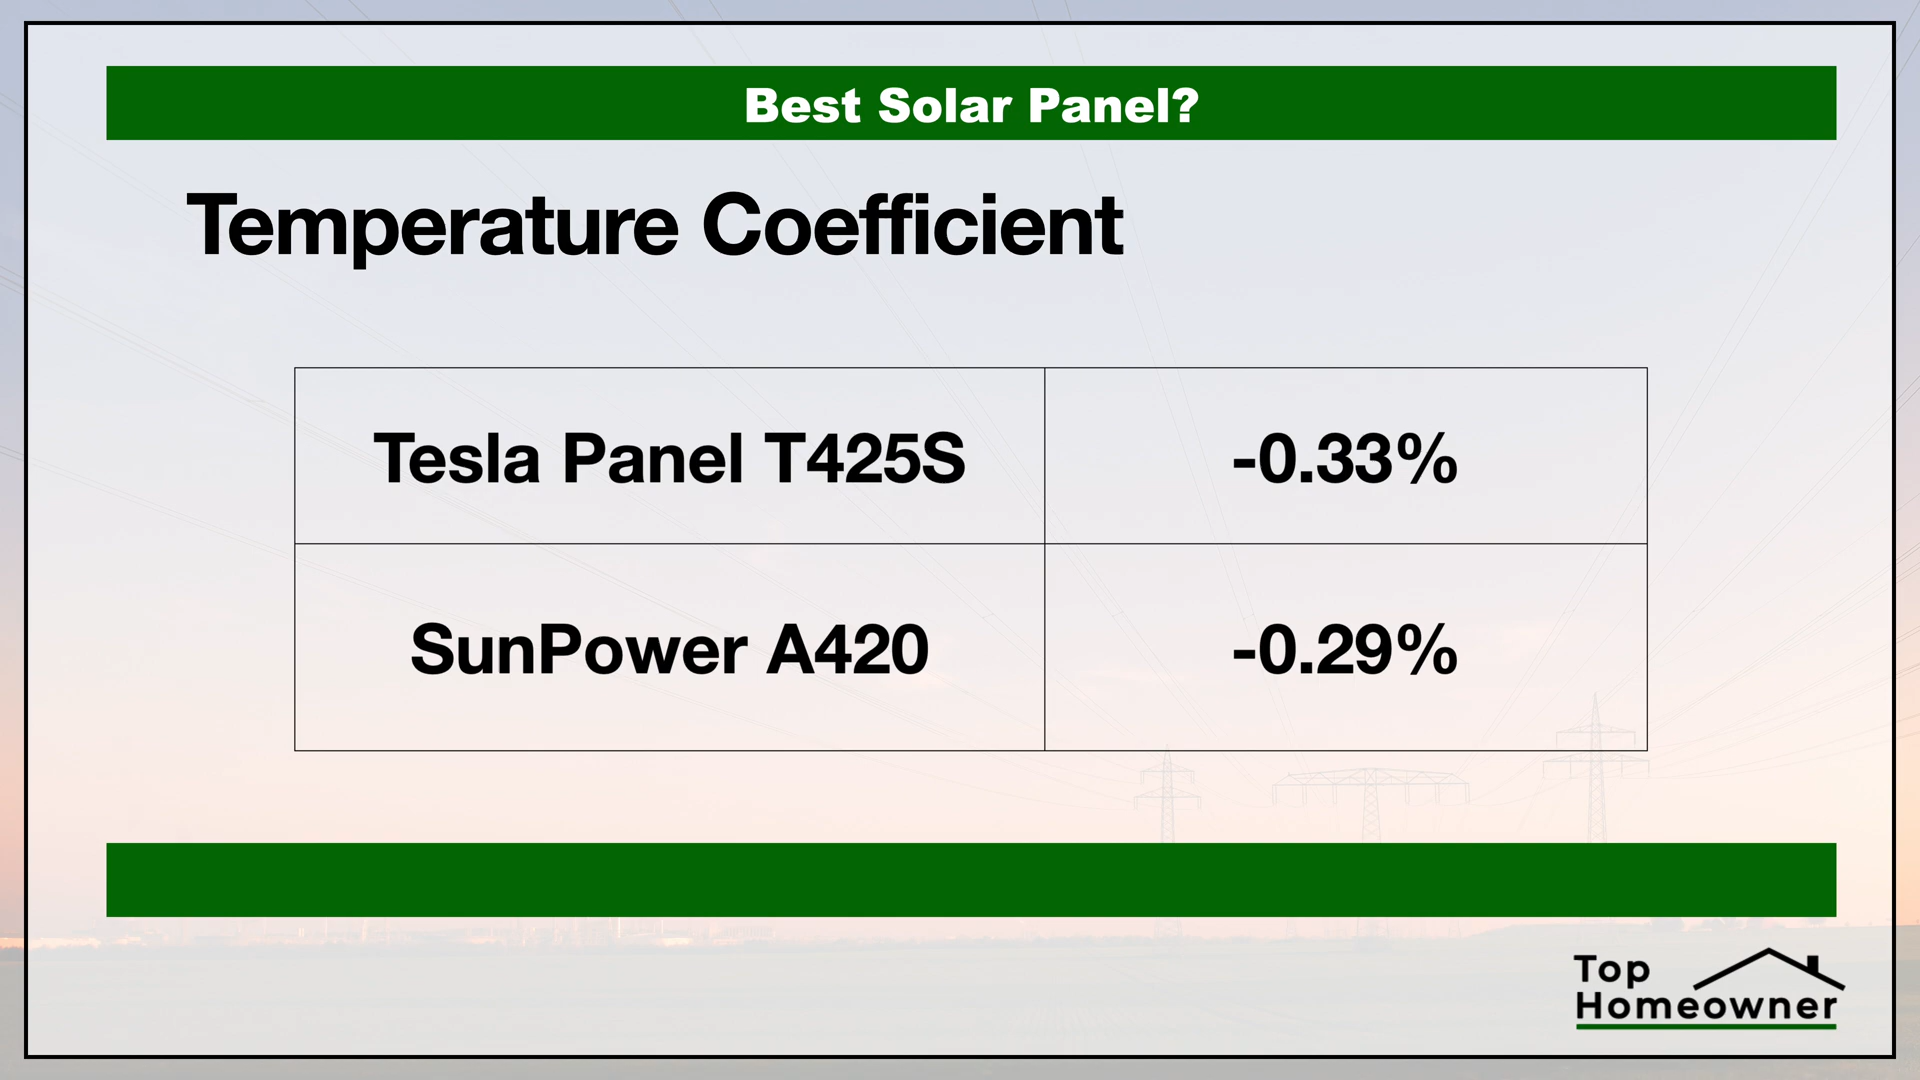 Best Solar Panel?
Temperature Coefficient
Tesla Panel T425S -0.33%
SunPower A420 -0.29%
Top
Homeowner